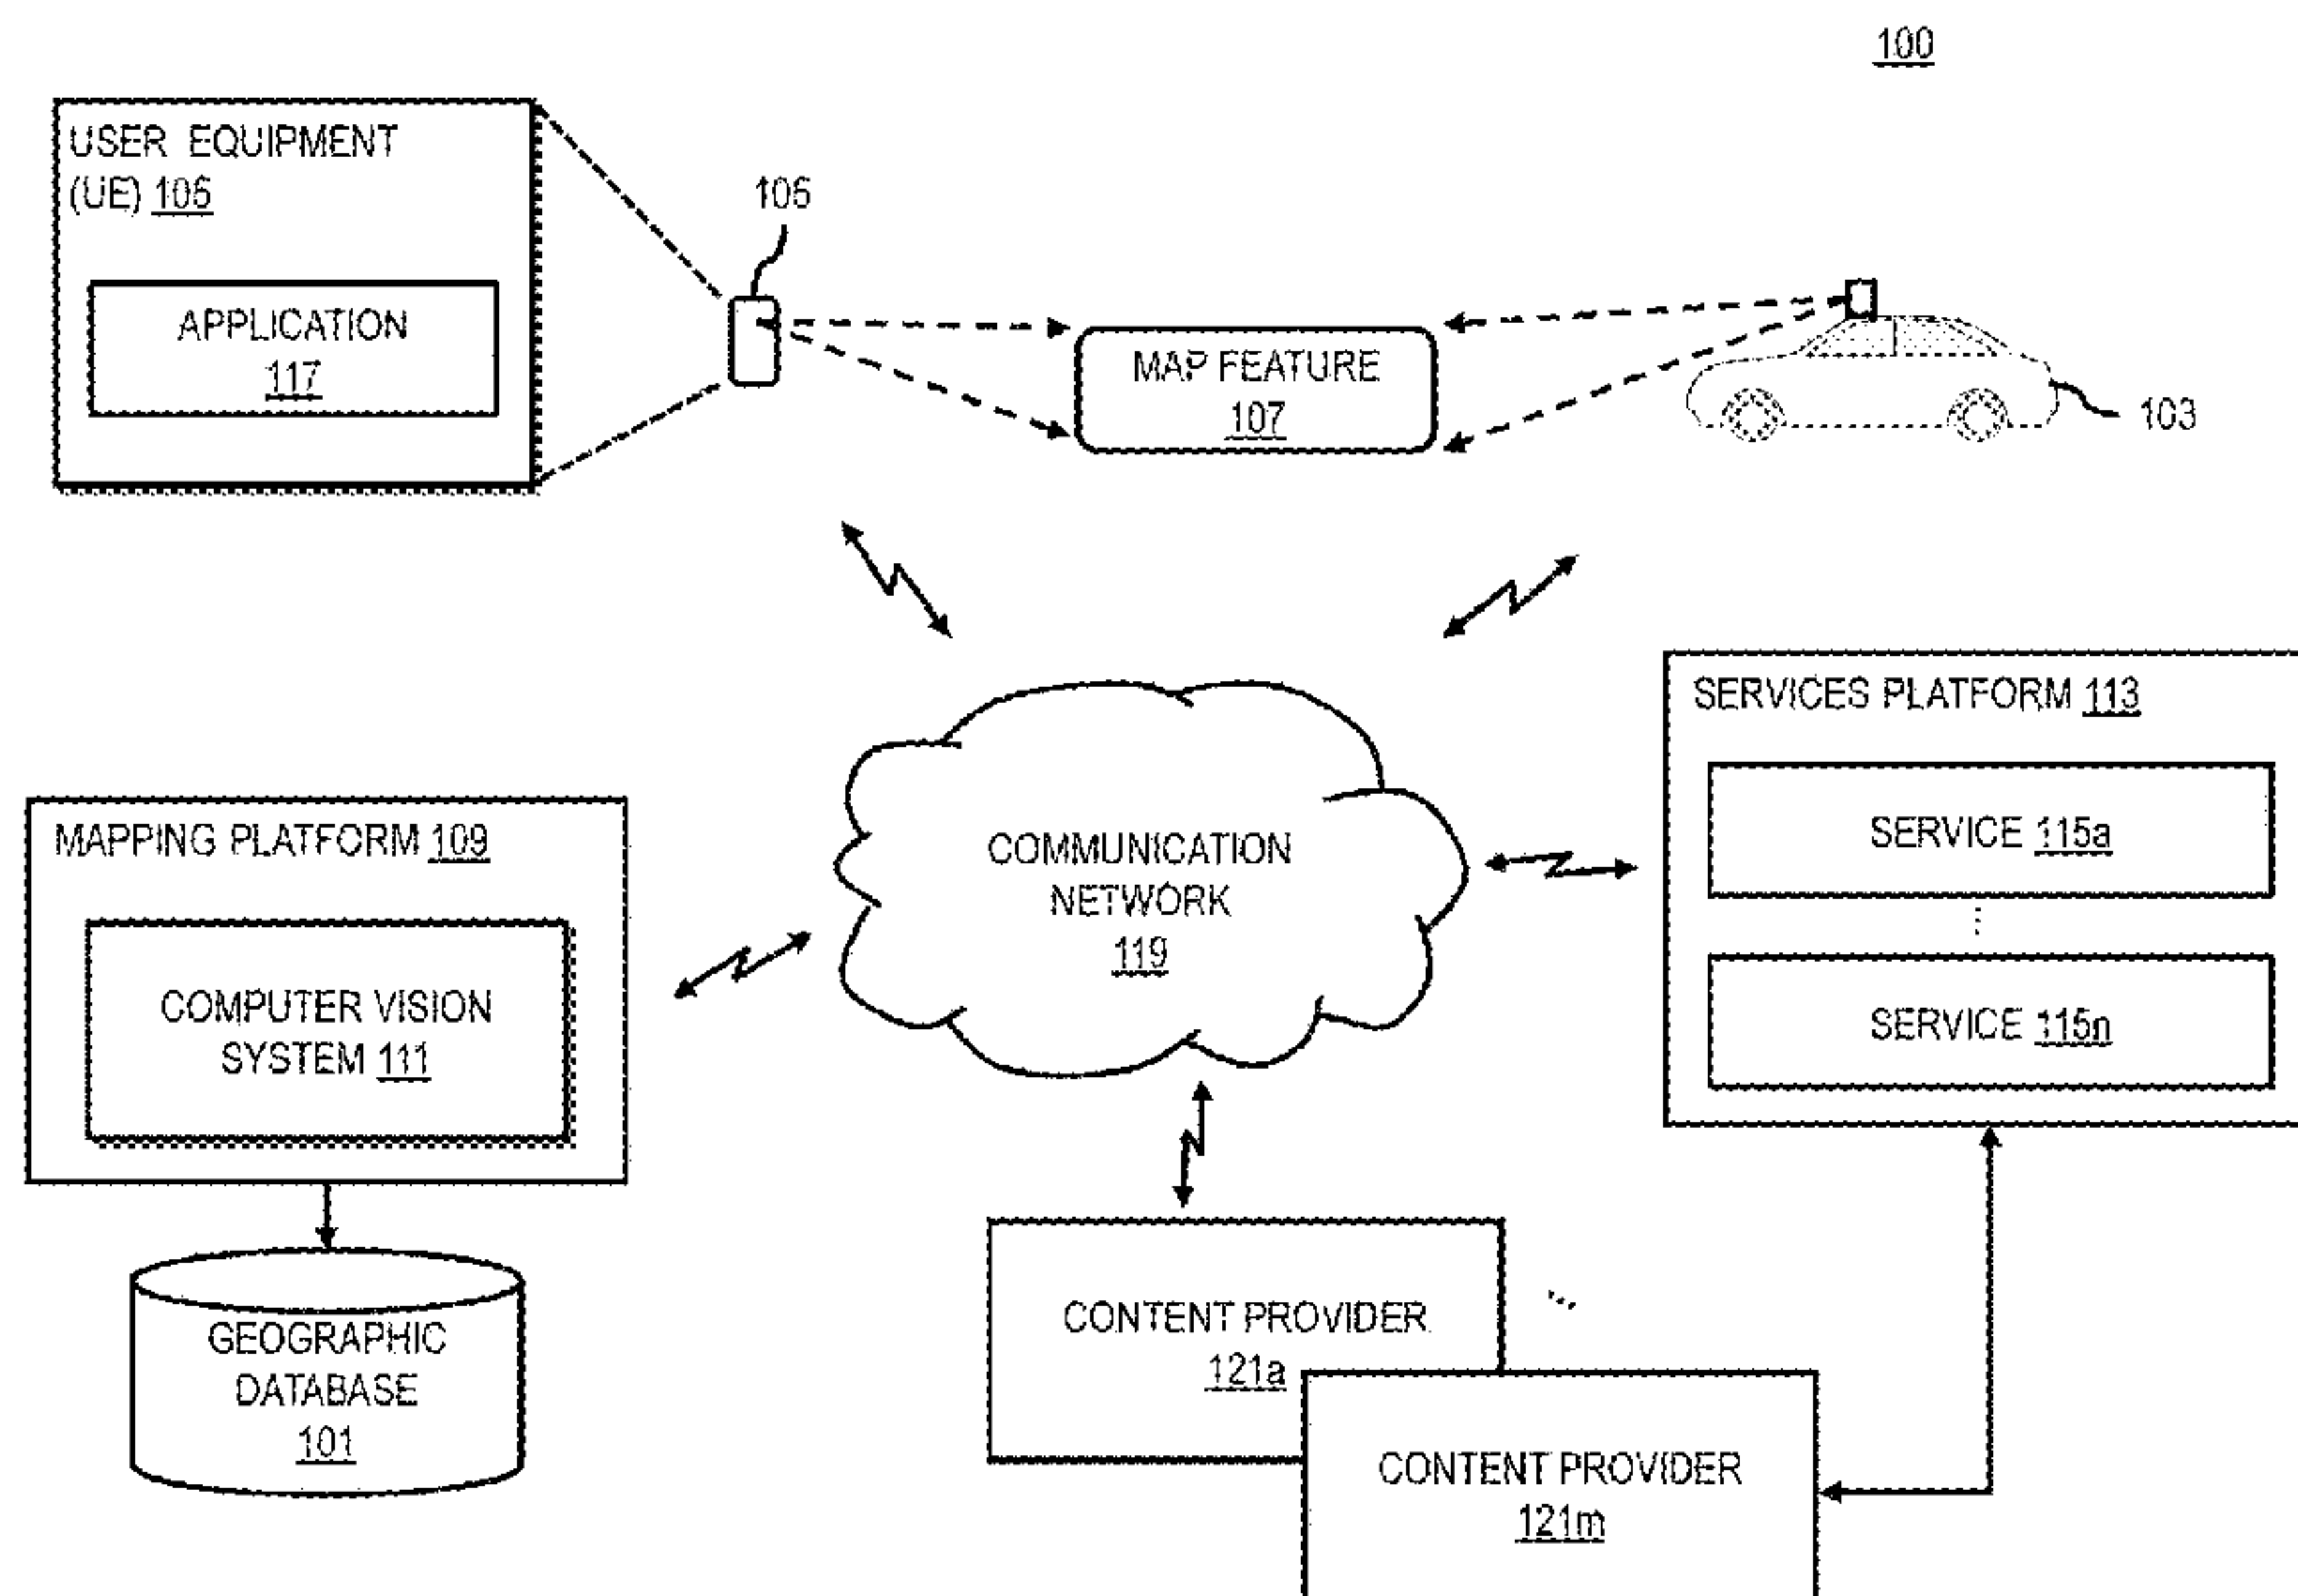 100
USER EQUIPMENT
(UE) 105
APPLICATION
117
105
MAP FEATURE
107
103
SERVICES PLATFORM 113
SERVICE 115a
⋮
SERVICE 115n
MAPPING PLATFORM 109
COMPUTER VISION
SYSTEM 111
COMMUNICATION
NETWORK
119
GEOGRAPHIC
DATABASE
101
CONTENT PROVIDER
121a
...
CONTENT PROVIDER
121m